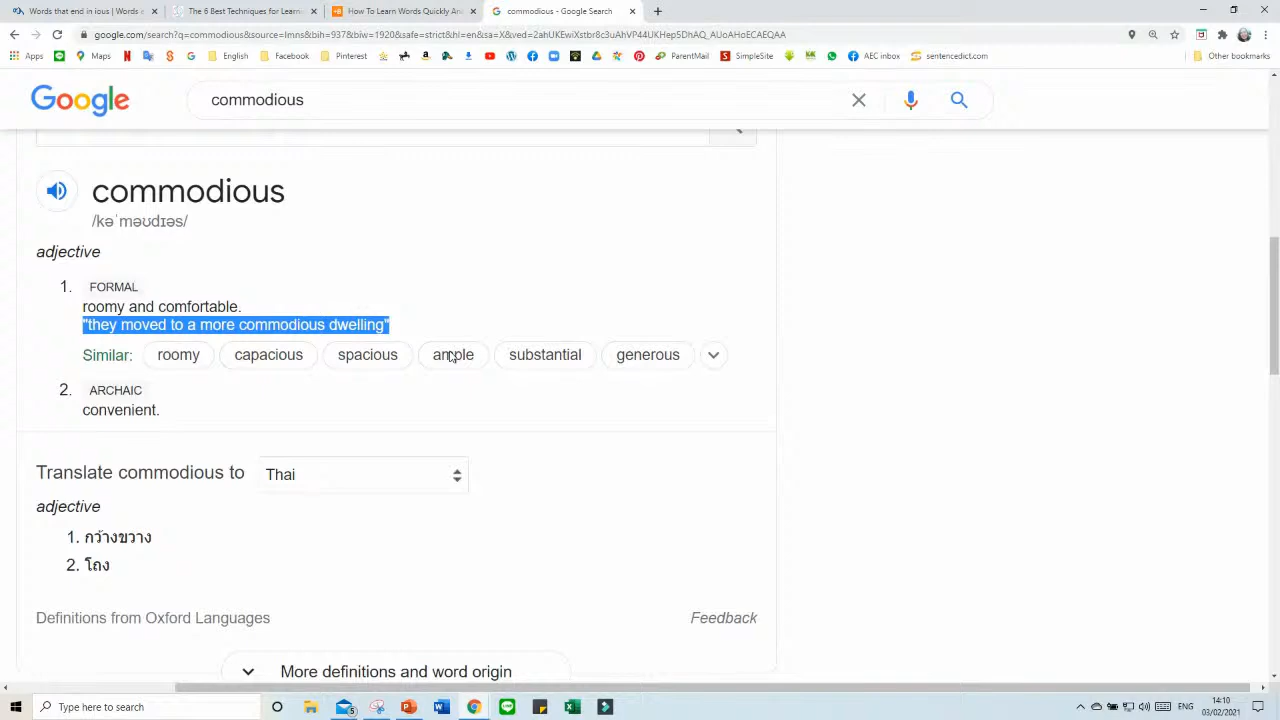 Words that end in ious | Words e
The 6 Best Techniques for Learn
How To Learn Words Quickly An
commodious - Google Search
google.com/search?q=commodious&source=lmns&bih=937&biw=1920&safe=strict&hl=en&sa=X&ved=2ahUKEwiXstbr8c3uAhVP44UKHep5DhAQ_AUoAHoECAEQAA
Apps Maps English Facebook Pinterest ParentMail SimpleSite AEC inbox sentencedict.com Other bookmarks
Google commodious
commodious
/kəˈməʊdɪəs/
adjective
1. FORMAL
roomy and comfortable.
"they moved to a more commodious dwelling"
Similar: roomy capacious spacious ample substantial generous
2. ARCHAIC
convenient.
Translate commodious to Thai
adjective
1. กว้างขวาง
2. โถง
Definitions from Oxford Languages Feedback
More definitions and word origin
Type here to search
ENG
14:10
03/02/2021